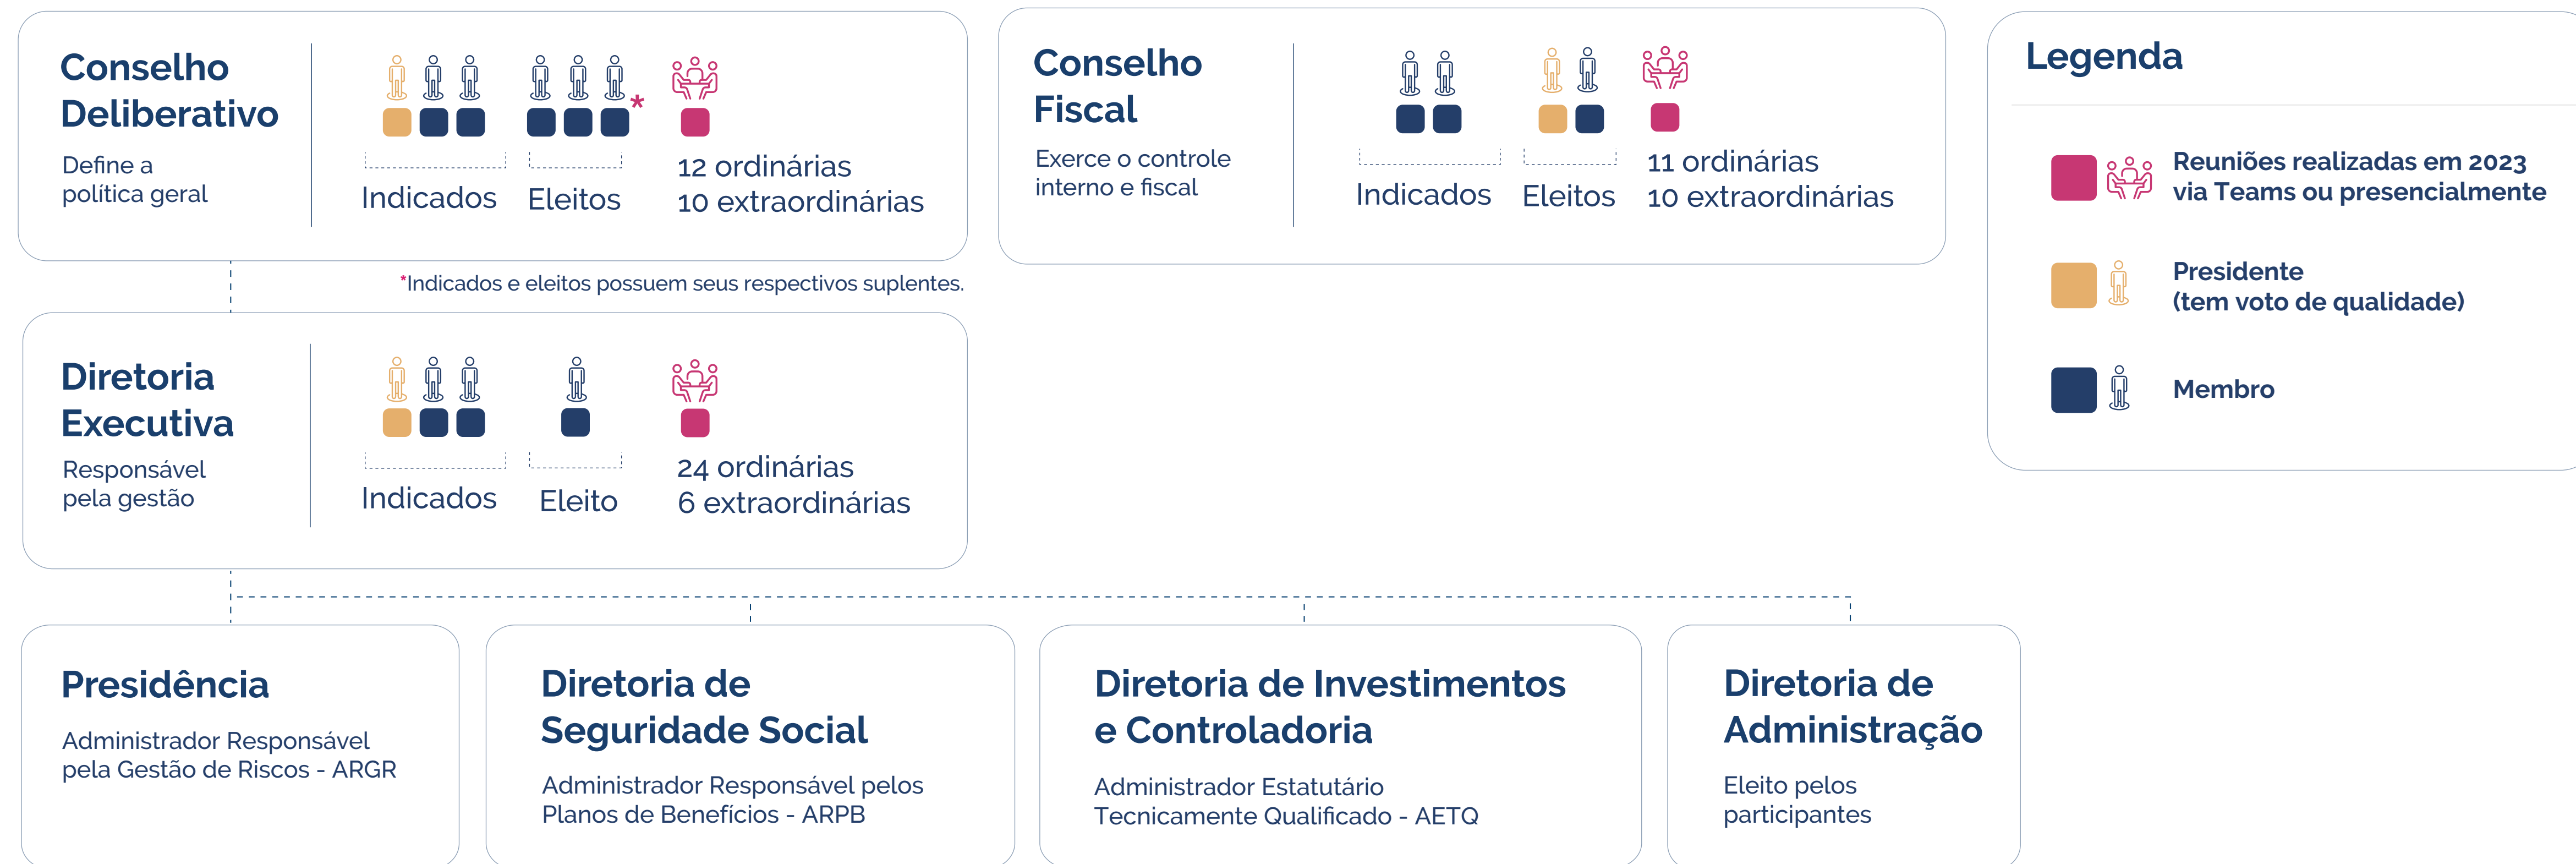 Conselho
Deliberativo
Define a
política geral
*
Indicados
Eleitos
12 ordinárias
10 extraordinárias
*Indicados e eleitos possuem seus respectivos suplentes.
Conselho
Fiscal
Exerce o controle
interno e fiscal
Indicados
Eleitos
11 ordinárias
10 extraordinárias
Legenda
Reuniões realizadas em 2023
via Teams ou presencialmente
Presidente
(tem voto de qualidade)
Membro
Diretoria
Executiva
Responsável
pela gestão
Indicados
Eleito
24 ordinárias
6 extraordinárias
Presidência
Administrador Responsável
pela Gestão de Riscos - ARGR
Diretoria de
Seguridade Social
Administrador Responsável pelos
Planos de Benefícios - ARPB
Diretoria de Investimentos
e Controladoria
Administrador Estatutário
Tecnicamente Qualificado - AETQ
Diretoria de
Administração
Eleito pelos
participantes